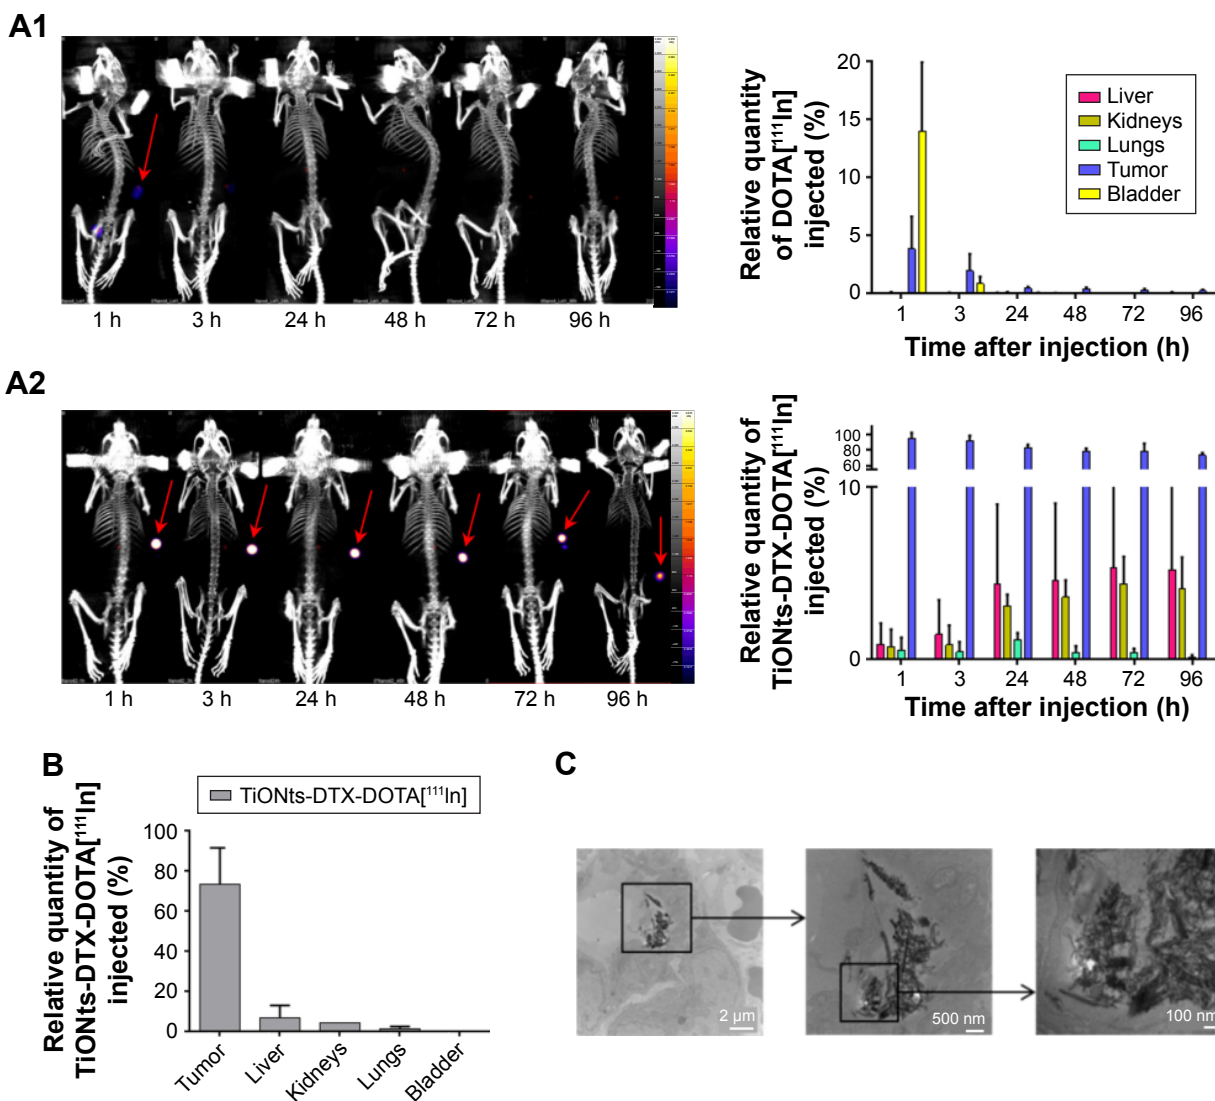 A1
1 h 3 h 24 h 48 h 72 h 96 h
Relative quantity
of DOTA[¹¹¹In]
injected (%)
20
15
10
5
0
Liver
Kidneys
Lungs
Tumor
Bladder
1 3 24 48 72 96
Time after injection (h)
A2
1 h 3 h 24 h 48 h 72 h 96 h
Relative quantity of
TiONts-DTX-DOTA[¹¹¹In]
injected (%)
100
80
60
10
0
1 3 24 48 72 96
Time after injection (h)
B
TiONts-DTX-DOTA[¹¹¹In]
Relative quantity of
TiONts-DTX-DOTA[¹¹¹In]
injected (%)
100
80
60
40
20
0
Tumor
Liver
Kidneys
Lungs
Bladder
C
2 µm
500 nm
100 nm